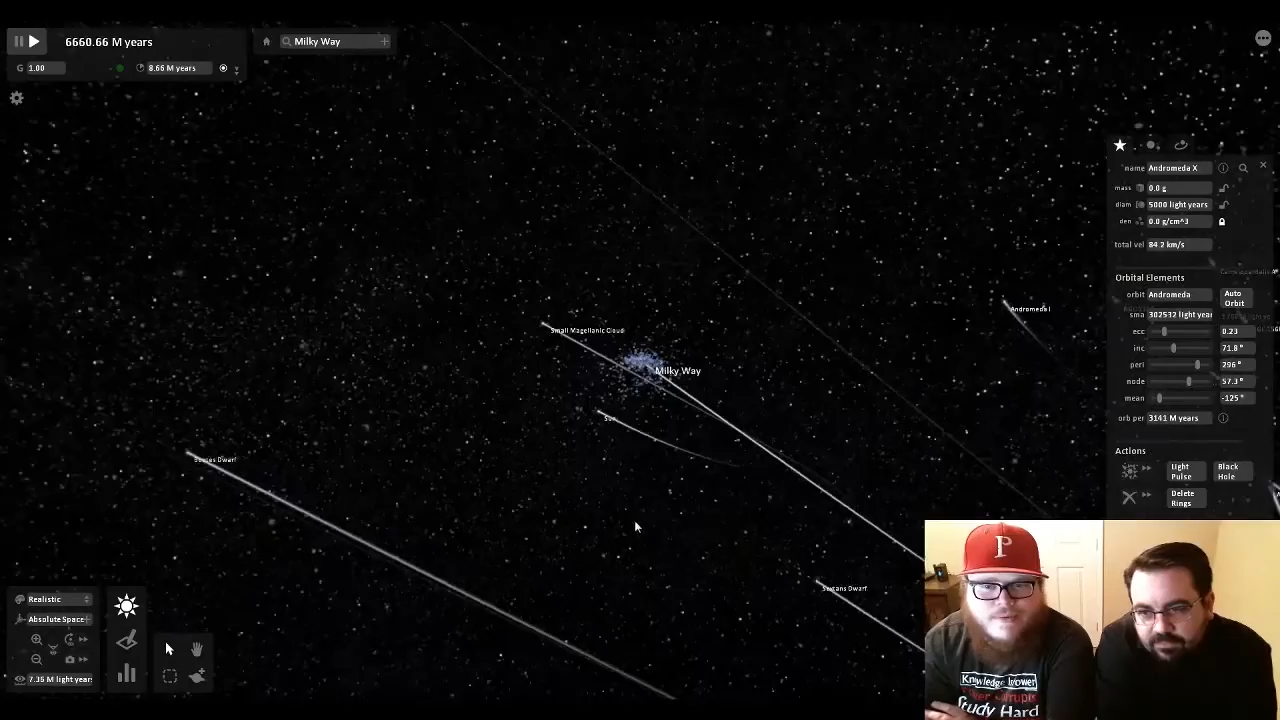 6660.66 M years
Milky Way
G 1.00
8.66 M years
name Andromeda X
mass 0.0 g
diam 5000 light years
den 0.0 g/cm^3
total vel 84.2 km/s
Orbital Elements
orbit Andromeda
Auto Orbit
sma 302532 light year
ecc 0.23
inc 71.8°
peri 296°
node 57.3°
mean -125°
orb per 3141 M years
Actions
Light Pulse
Black Hole
Delete Rings
Andromeda I
Small Magellanic Cloud
Milky Way
Sextans Dwarf
Realistic
Absolute Space
7.35 M light year
P
Knowledge Power
Study Hard